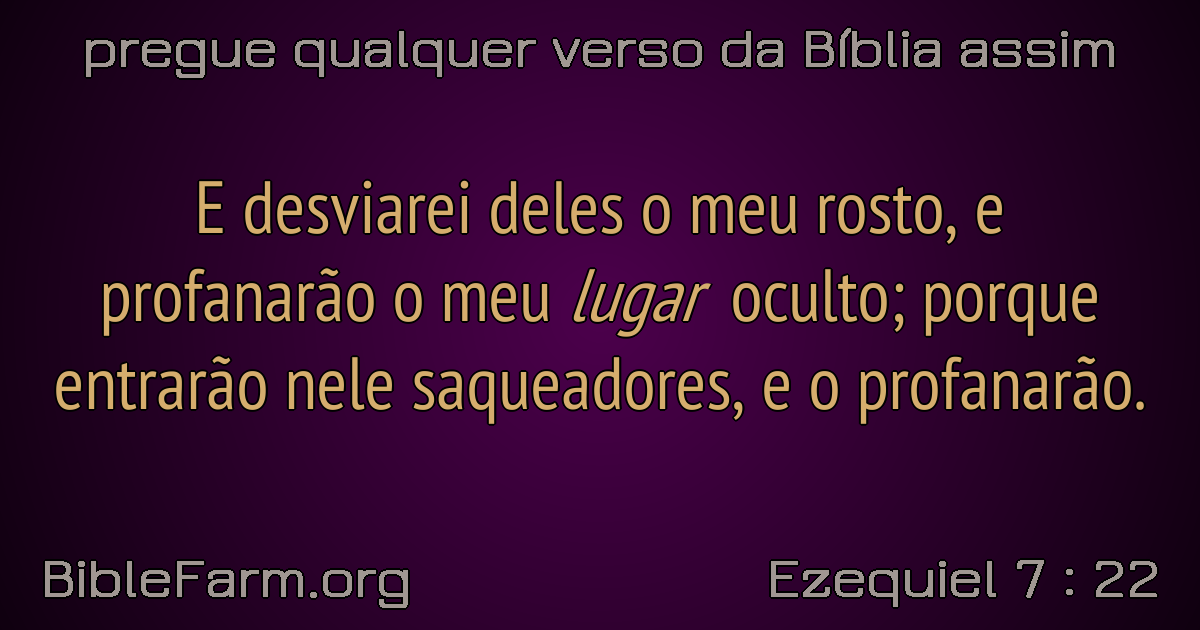 pregue qualquer verso da Bíblia assim
E desviarei deles o meu rosto, e
profanarão o meu lugar oculto; porque
entrarão nele saqueadores, e o profanarão.
BibleFarm.org
Ezequiel 7 : 22